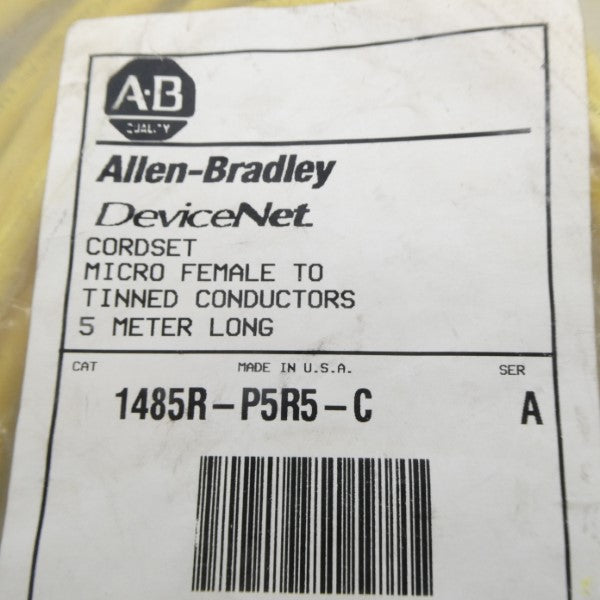 A·B
QUALITY
Allen-Bradley
DeviceNet
CORDSET
MICRO FEMALE TO
TINNED CONDUCTORS
5 METER LONG
CAT MADE IN U.S.A. SER
1485R-P5R5-C A